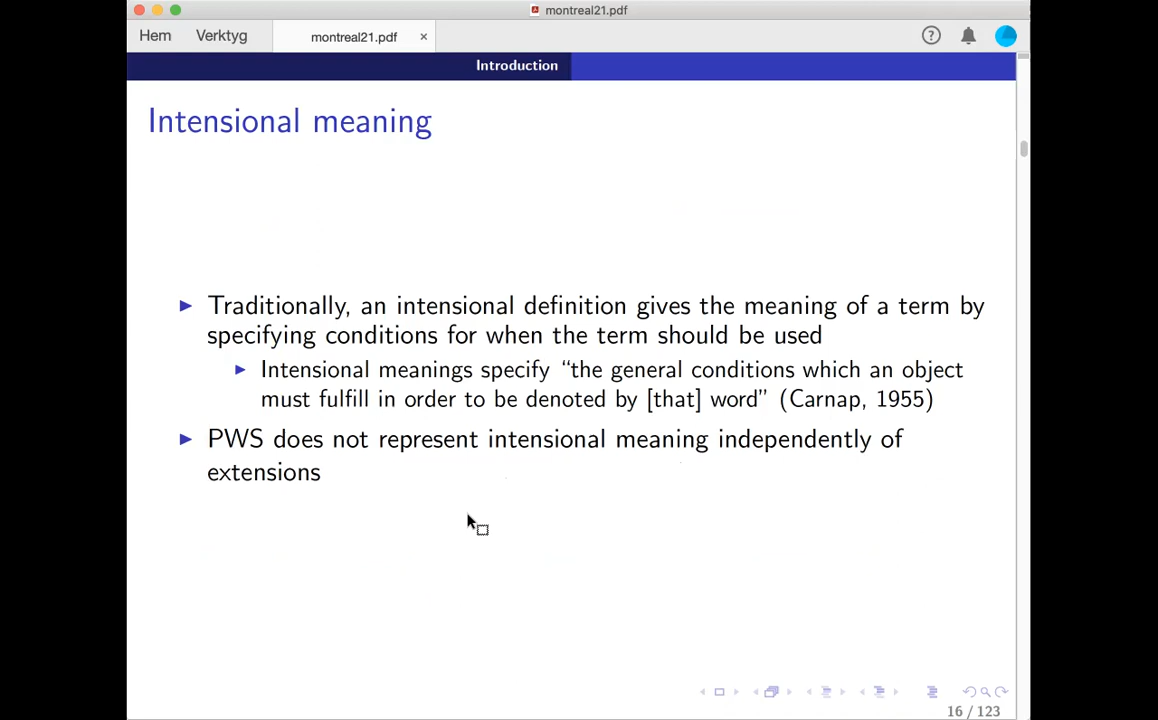 montreal21.pdf
Hem Verktyg montreal21.pdf ×
Introduction
Intensional meaning
Traditionally, an intensional definition gives the meaning of a term by
specifying conditions for when the term should be used
Intensional meanings specify “the general conditions which an object
must fulfill in order to be denoted by [that] word” (Carnap, 1955)
PWS does not represent intensional meaning independently of
extensions
16 / 123